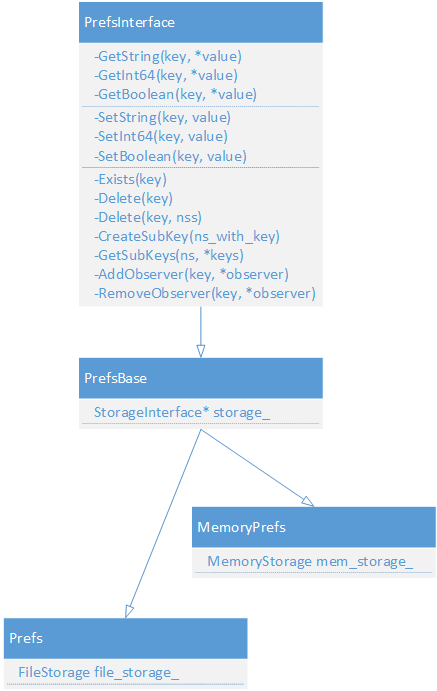 PrefsInterface
-GetString(key, *value)
-GetInt64(key, *value)
-GetBoolean(key, *value)
-SetString(key, value)
-SetInt64(key, value)
-SetBoolean(key, value)
-Exists(key)
-Delete(key)
-Delete(key, nss)
-CreateSubKey(ns_with_key)
-GetSubKeys(ns, *keys)
-AddObserver(key, *observer)
-RemoveObserver(key, *observer)
PrefsBase
StorageInterface* storage_
MemoryPrefs
MemoryStorage mem_storage_
Prefs
FileStorage file_storage_